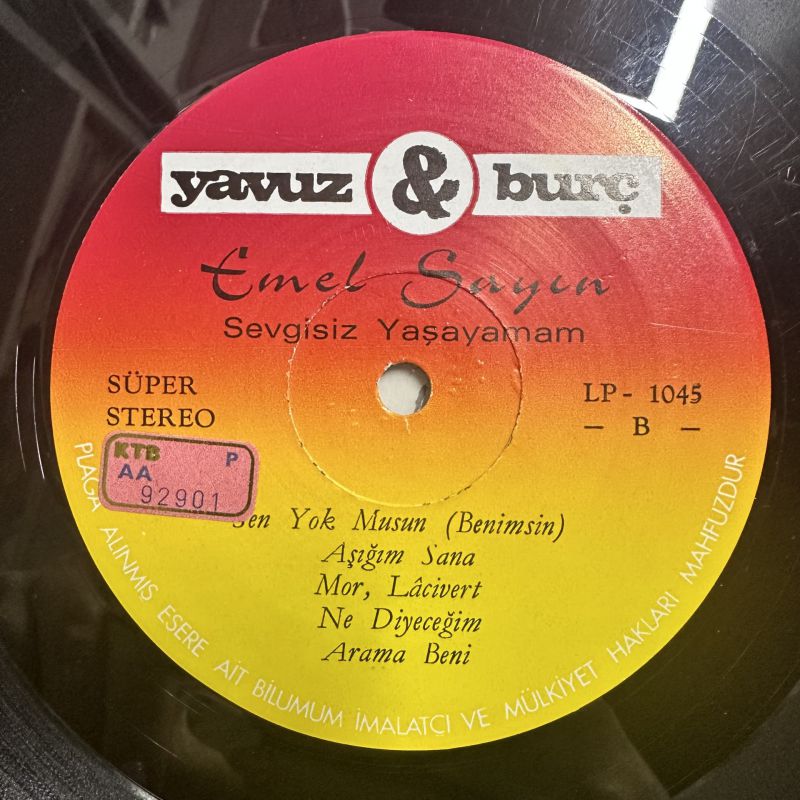 yavuz & burç
Emel Sayın
Sevgisiz Yaşayamam
SÜPER
STEREO
LP - 1045
- B -
KTB P
AA
92901
Sen Yok Musun (Benimsin)
Aşığım Sana
Mor, Lâcivert
Ne Diyeceğim
Arama Beni
PLAĞA ALINMIŞ ESERE AİT BİLUMUM İMALATCI VE MÜLKİYET HAKLARI MAHFUZDUR